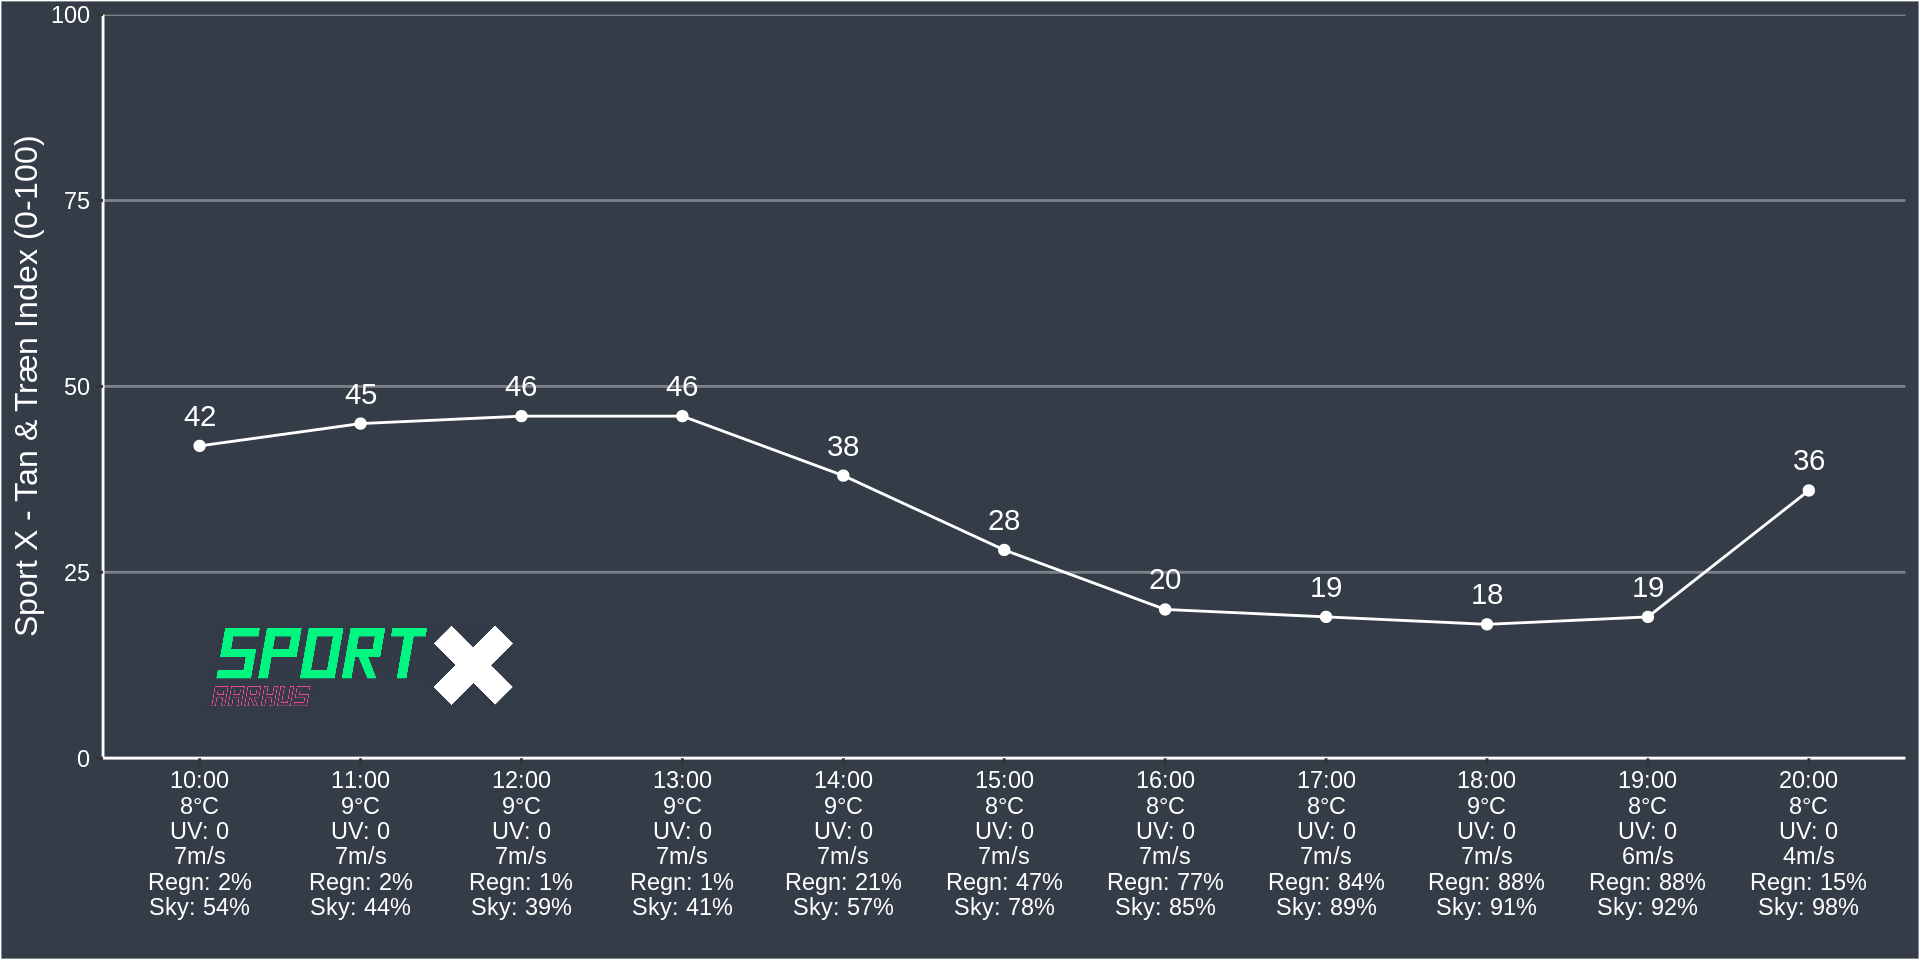 Sport X - Tan & Træn Index (0-100)
100
75
50
25
0
42 45 46 46 38 28 20 19 18 19 36
SPORT X
AARHUS
10:00 11:00 12:00 13:00 14:00 15:00 16:00 17:00 18:00 19:00 20:00
8°C 9°C 9°C 9°C 9°C 8°C 8°C 8°C 9°C 8°C 8°C
UV: 0 UV: 0 UV: 0 UV: 0 UV: 0 UV: 0 UV: 0 UV: 0 UV: 0 UV: 0 UV: 0
7m/s 7m/s 7m/s 7m/s 7m/s 7m/s 7m/s 7m/s 7m/s 6m/s 4m/s
Regn: 2% Regn: 2% Regn: 1% Regn: 1% Regn: 21% Regn: 47% Regn: 77% Regn: 84% Regn: 88% Regn: 88% Regn: 15%
Sky: 54% Sky: 44% Sky: 39% Sky: 41% Sky: 57% Sky: 78% Sky: 85% Sky: 89% Sky: 91% Sky: 92% Sky: 98%